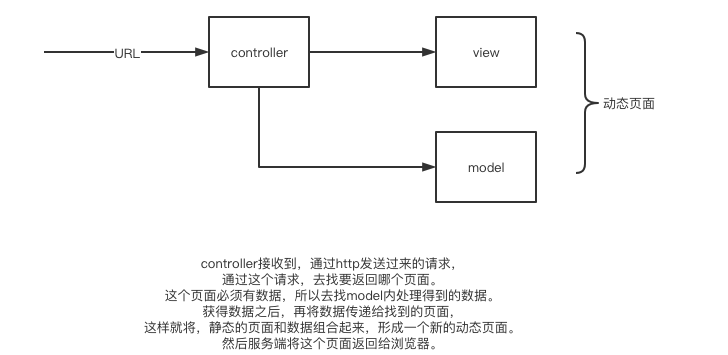 URL
controller
view
动态页面
model
controller接收到，通过http发送过来的请求，
通过这个请求，去找要返回哪个页面。
这个页面必须有数据，所以去找model内处理得到的数据。
获得数据之后，再将数据传递给找到的页面，
这样就将，静态的页面和数据组合起来，形成一个新的动态页面。
然后服务端将这个页面返回给浏览器。